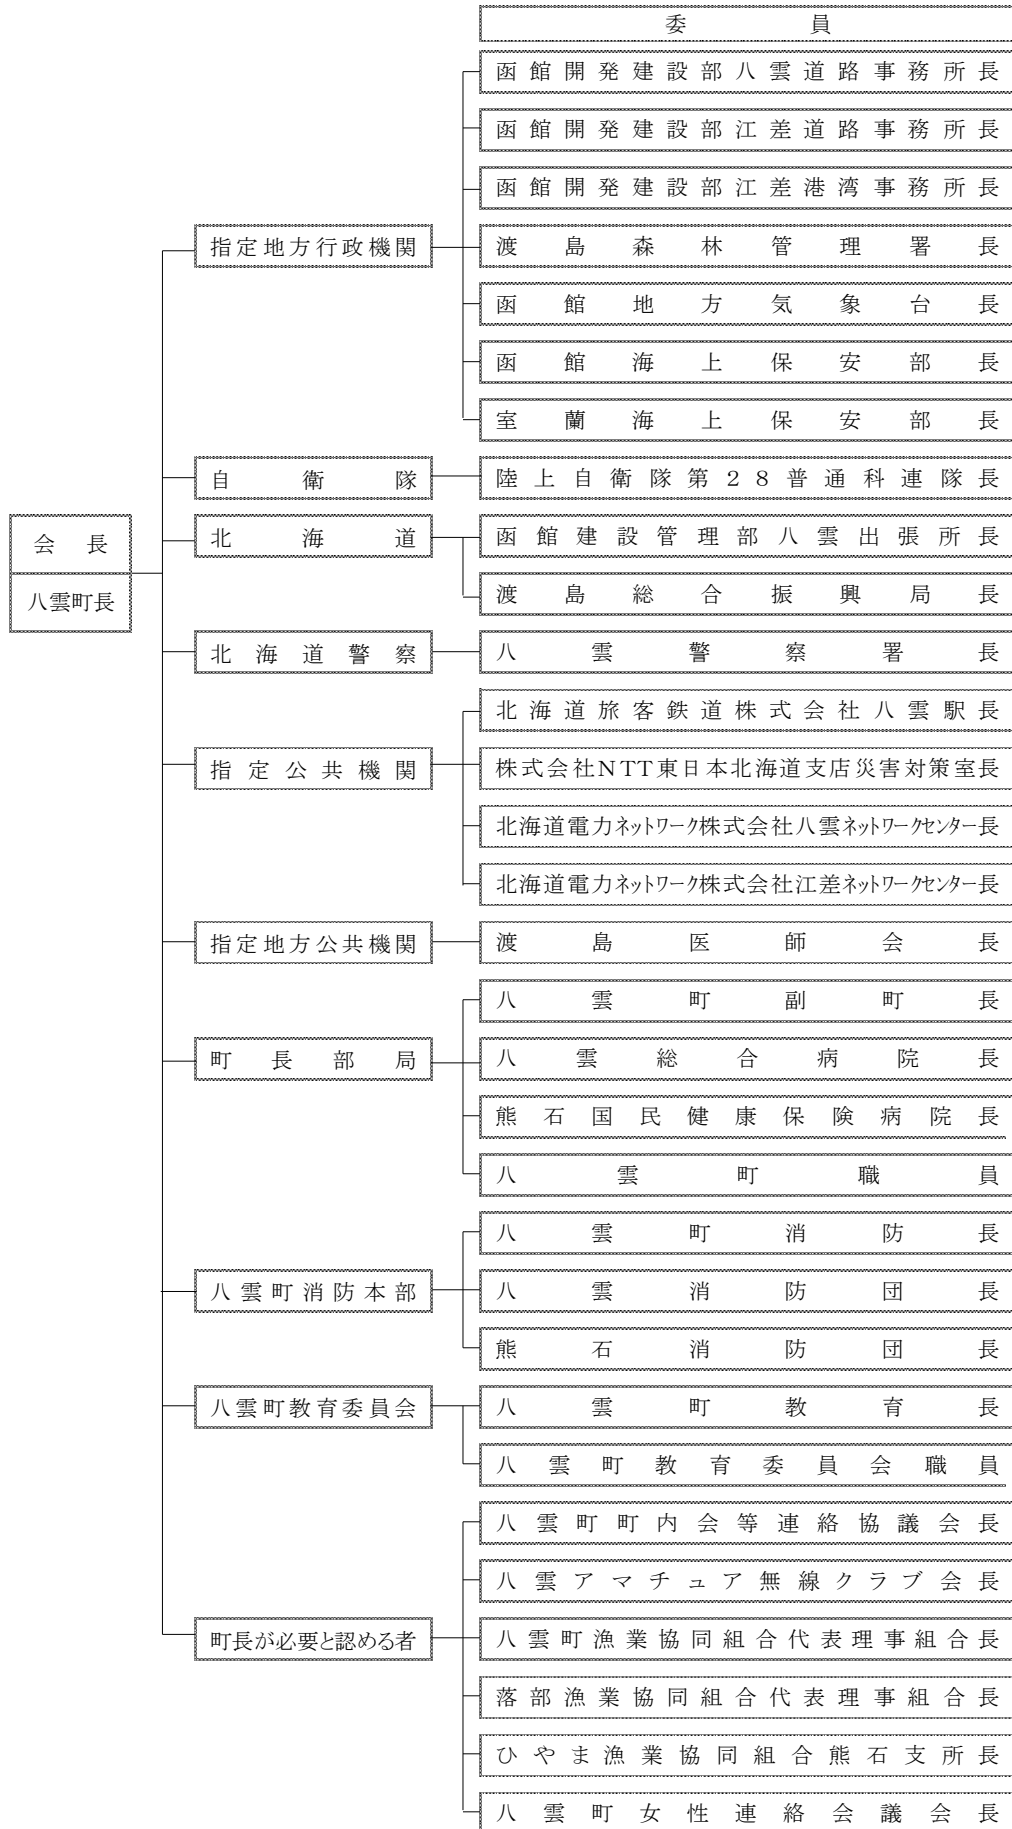 委員
函館開発建設部八雲道路事務所長
函館開発建設部江差道路事務所長
函館開発建設部江差港湾事務所長
指定地方行政機関
渡島森林管理署長
函館地方気象台長
函館海上保安部長
室蘭海上保安部長
自衛隊
陸上自衛隊第28普通科連隊長
会長
八雲町長
北海道
函館建設管理部八雲出張所長
渡島総合振興局長
北海道警察
八雲警察署長
北海道旅客鉄道株式会社八雲駅長
指定公共機関
株式会社NTT東日本北海道支店災害対策室長
北海道電力ネットワーク株式会社八雲ネットワークセンター長
北海道電力ネットワーク株式会社江差ネットワークセンター長
指定地方公共機関
渡島医師会長
八雲町副町長
町長部局
八雲総合病院長
熊石国民健康保険病院長
八雲町職員
八雲町消防長
八雲町消防本部
八雲消防団長
熊石消防団長
八雲町教育委員会
八雲町教育長
八雲町教育委員会職員
八雲町町内会等連絡協議会長
八雲アマチュア無線クラブ会長
町長が必要と認める者
八雲町漁業協同組合代表理事組合長
落部漁業協同組合代表理事組合長
ひやま漁業協同組合熊石支所長
八雲町女性連絡会議会長